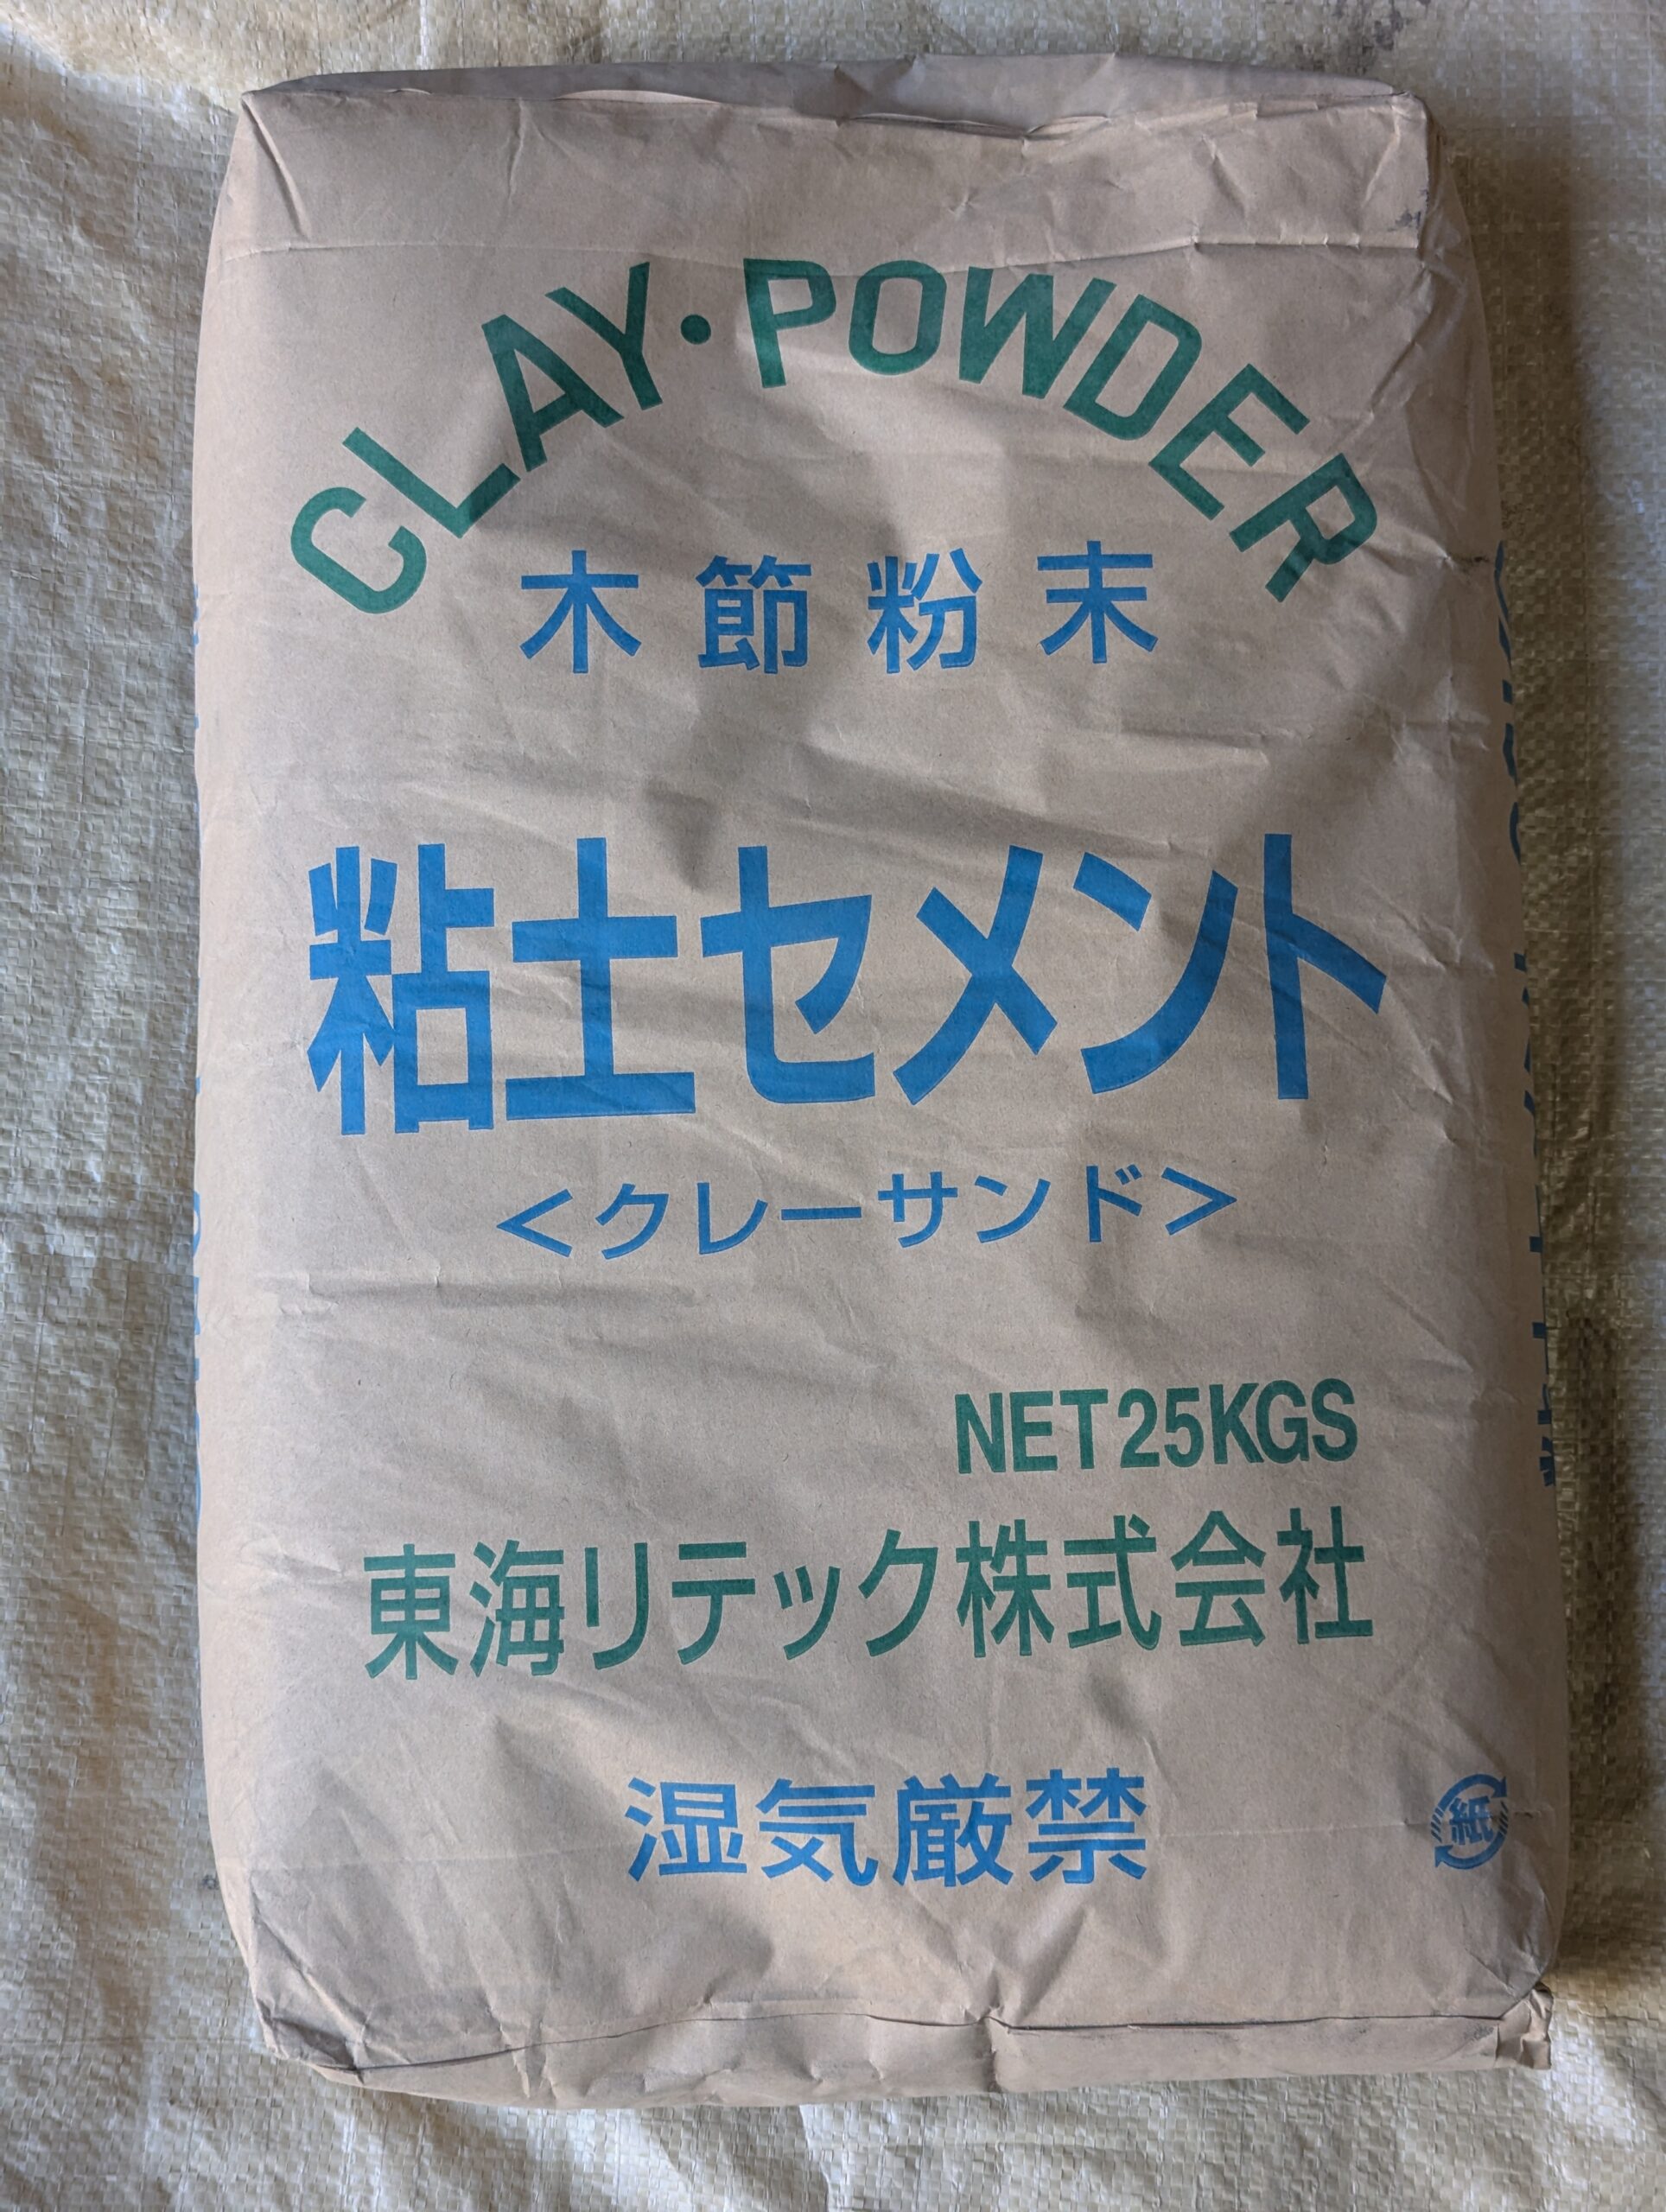 CLAY・POWDER
木節粉末
粘土セメント
<クレーサンド>
NET25KGS
東海リテック株式会社
湿気厳禁
紙